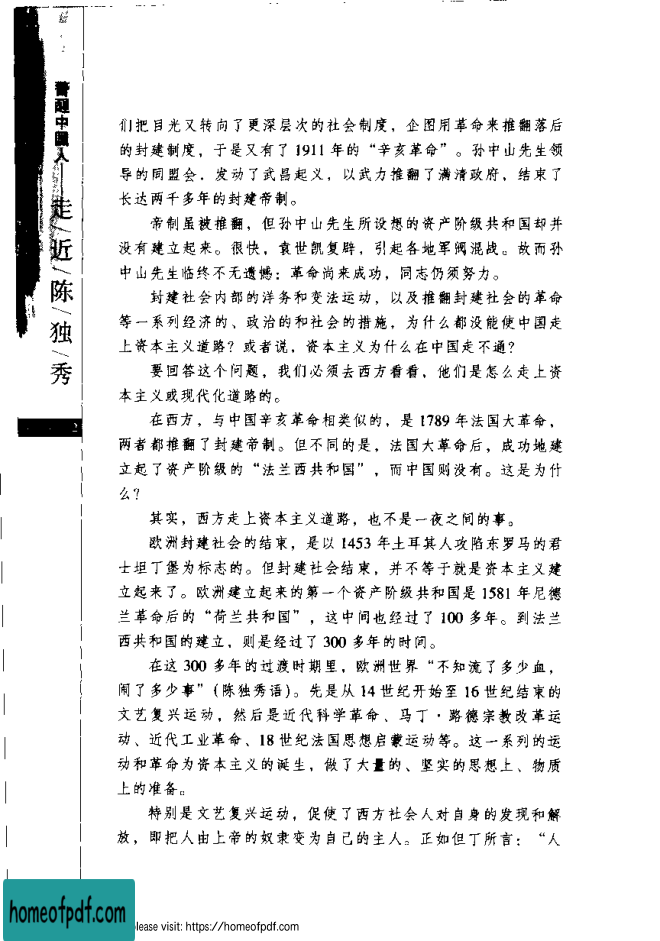 警醒中國人——走近陈独秀
2
们把目光又转向了更深层次的社会制度，企图用革命来推翻落后
的封建制度，于是又有了 1911 年的“辛亥革命”。孙中山先生领
导的同盟会，发动了武昌起义，以武力推翻了满清政府，结束了
长达两千多年的封建帝制。
帝制虽被推翻，但孙中山先生所设想的资产阶级共和国却并
没有建立起来。很快，袁世凯复辟，引起各地军阀混战。故而孙
中山先生临终不无遗憾：革命尚未成功，同志仍须努力。
封建社会内部的洋务和变法运动，以及推翻封建社会的革命
等一系列经济的、政治的和社会的措施，为什么都没能使中国走
上资本主义道路？或者说，资本主义为什么在中国走不通？
要回答这个问题，我们必须去西方看看，他们是怎么走上资
本主义或现代化道路的。
在西方，与中国辛亥革命相类似的，是 1789 年法国大革命，
两者都推翻了封建帝制。但不同的是，法国大革命后，成功地建
立起了资产阶级的“法兰西共和国”，而中国则没有。这是为什
么？
其实，西方走上资本主义道路，也不是一夜之间的事。
欧洲封建社会的结束，是以 1453 年土耳其人攻陷东罗马的君
士坦丁堡为标志的。但封建社会结束，并不等于就是资本主义建
立起来了。欧洲建立起来的第一个资产阶级共和国是 1581 年尼德
兰革命后的“荷兰共和国”，这中间也经过了 100 多年。到法兰
西共和国的建立，则是经过了 300 多年的时间。
在这 300 多年的过渡时期里，欧洲世界“不知流了多少血，
闹了多少事”（陈独秀语）。先是从 14 世纪开始至 16 世纪结束的
文艺复兴运动，然后是近代科学革命、马丁·路德宗教改革运
动、近代工业革命、18 世纪法国思想启蒙运动等。这一系列的运
动和革命为资本主义的诞生，做了大量的、坚实的思想上、物质
上的准备。
特别是文艺复兴运动，促使了西方社会人对自身的发现和解
放，即把人由上帝的奴隶变为自己的主人。正如但丁所言：“人
homeofpdf.com
please visit: https://homeofpdf.com